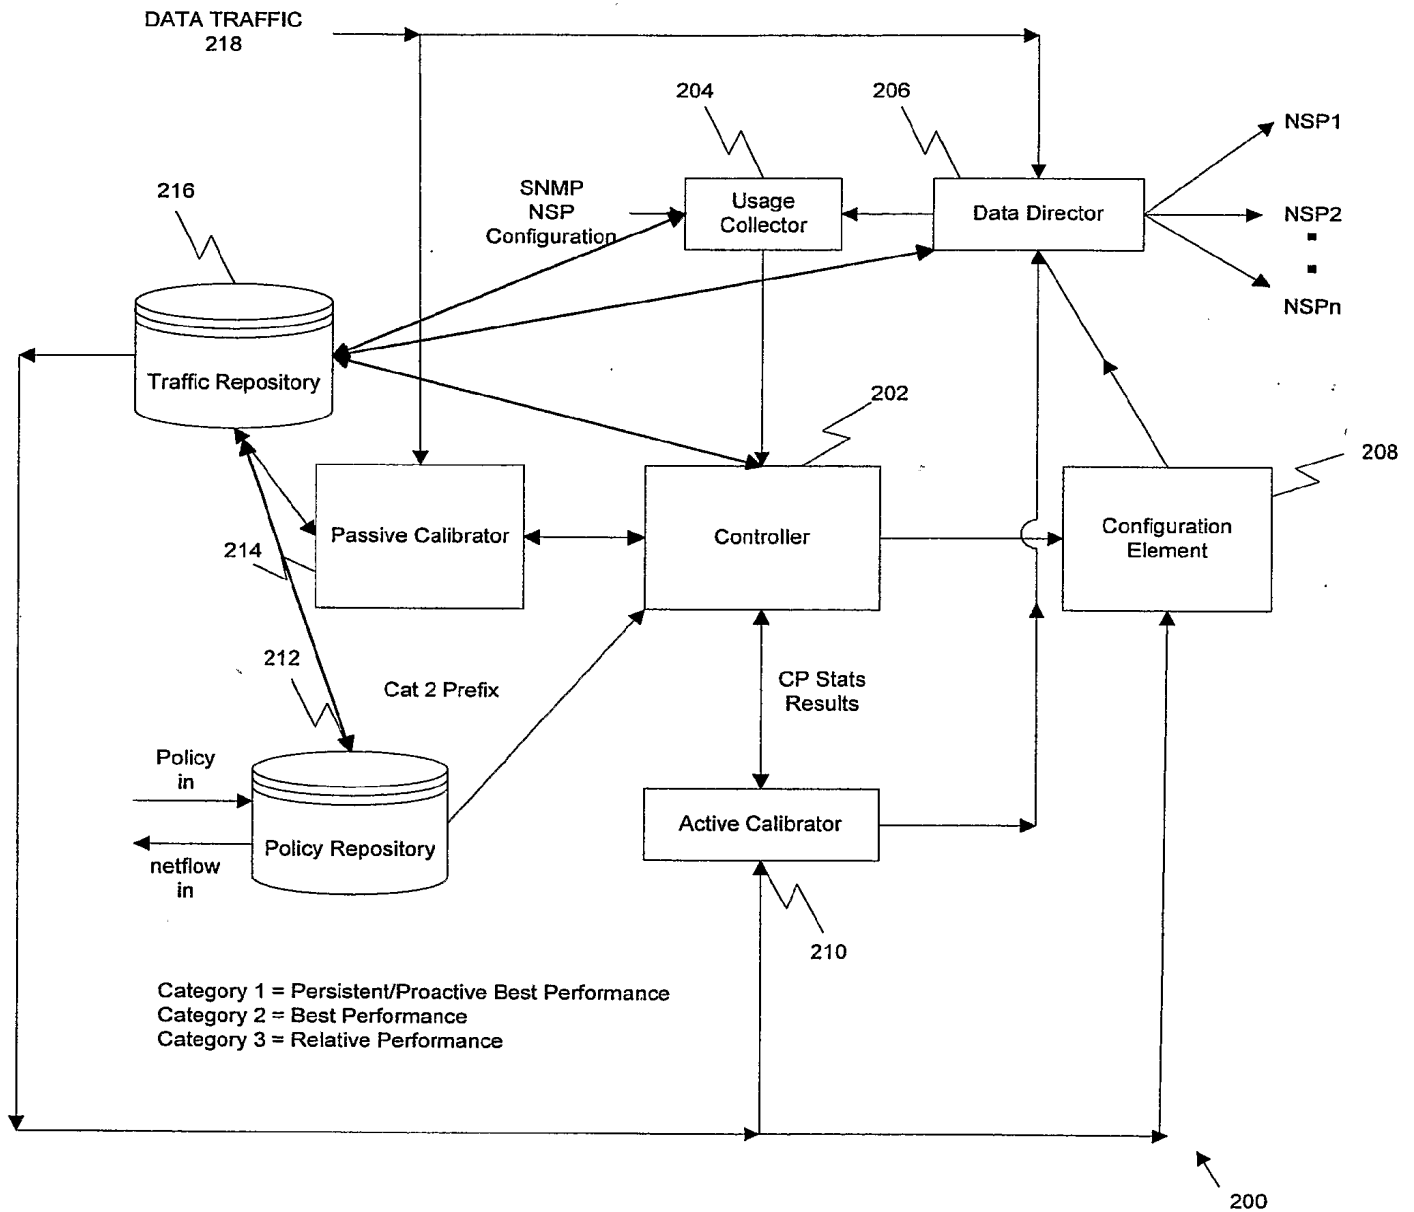 DATA TRAFFIC
218
204
206
NSP1
216
SNMP
NSP
Configuration
Usage
Collector
Data Director
NSP2
NSPn
Traffic Repository
202
208
Passive Calibrator
Controller
Configuration
Element
214
212
Cat 2 Prefix
CP Stats
Results
Policy
in
Active Calibrator
Policy Repository
netflow
in
210
Category 1 = Persistent/Proactive Best Performance
Category 2 = Best Performance
Category 3 = Relative Performance
200